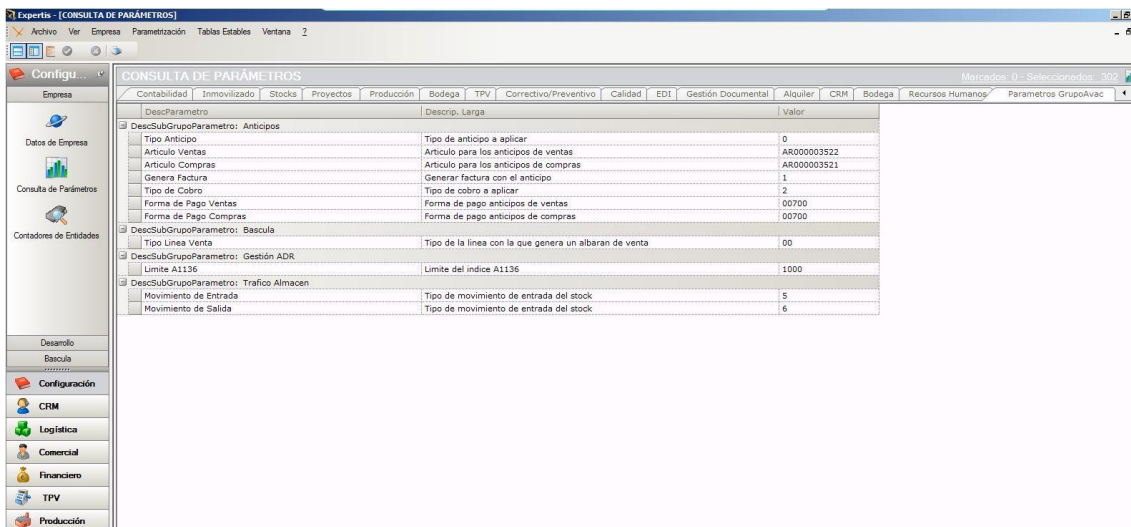 Expertis - [CONSULTA DE PARÁMETROS]
Archivo Ver Empresa Parametrización Tablas Estables Ventana ?
Configu...
CONSULTA DE PARÁMETROS
Marcados: 0 - Seleccionados: 302
Empresa
Contabilidad Inmovilizado Stocks Proyectos Producción Bodega TPV Correctivo/Preventivo Calidad EDI Gestión Documental Alquiler CRM Bodega Recursos Humanos Parametros GrupoAvac
DescParametro Descrip. Larga Valor
DescSubGrupoParametro: Anticipos
Tipo Anticipo Tipo de anticipo a aplicar 0
Articulo Ventas Articulo para los anticipos de ventas AR000003522
Articulo Compras Articulo para los anticipos de compras AR000003521
Genera Factura Generar factura con el anticipo 1
Tipo de Cobro Tipo de cobro a aplicar 2
Forma de Pago Ventas Forma de pago anticipos de ventas 00700
Forma de Pago Compras Forma de pago anticipos de compras 00700
DescSubGrupoParametro: Bascula
Tipo Linea Venta Tipo de la linea con la que genera un albaran de venta 00
DescSubGrupoParametro: Gestión ADR
Limite A1136 Limite del indice A1136 1000
DescSubGrupoParametro: Trafico Almacen
Movimiento de Entrada Tipo de movimiento de entrada del stock 5
Movimiento de Salida Tipo de movimiento de entrada del stock 6
Datos de Empresa
Consulta de Parámetros
Contadores de Entidades
Desarrollo
Bascula
Configuración
CRM
Logística
Comercial
Financiero
TPV
Producción